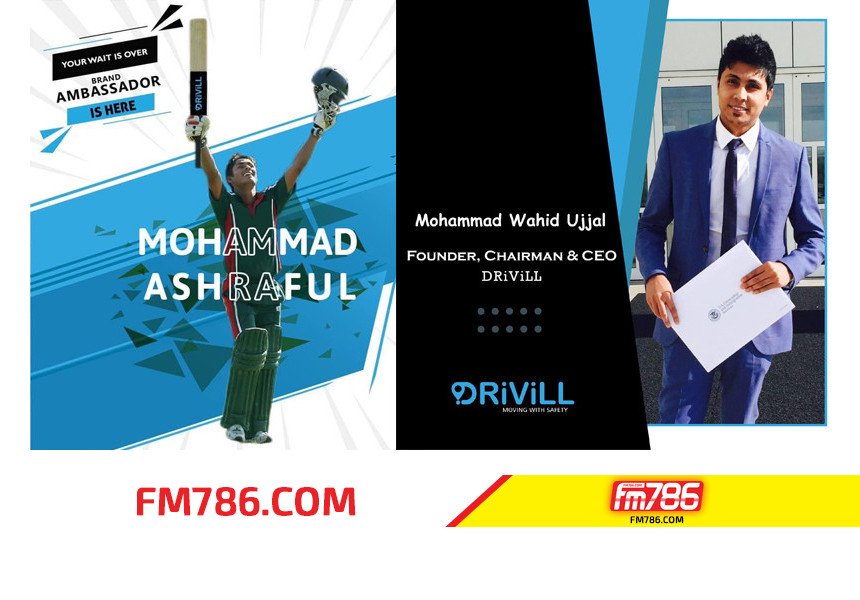 YOUR WAIT IS OVER
BRAND
AMBASSADOR
IS HERE
DRiViLL
MOHAMMAD
ASHRAFUL
Mohammad Wahid Ujjal
Founder, Chairman & CEO
DRiViLL
DRiViLL
MOVING WITH SAFETY
FM786.COM
fm786
FM786.COM